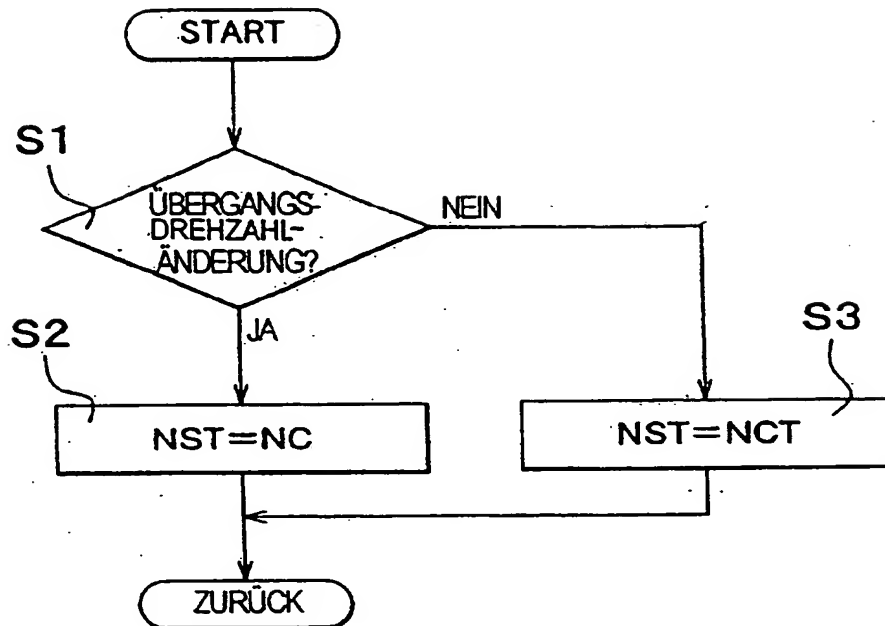 START
S1
ÜBERGANGS-
DREHZAHL-
ÄNDERUNG?
NEIN
JA
S2
NST=NC
S3
NST=NCT
ZURÜCK